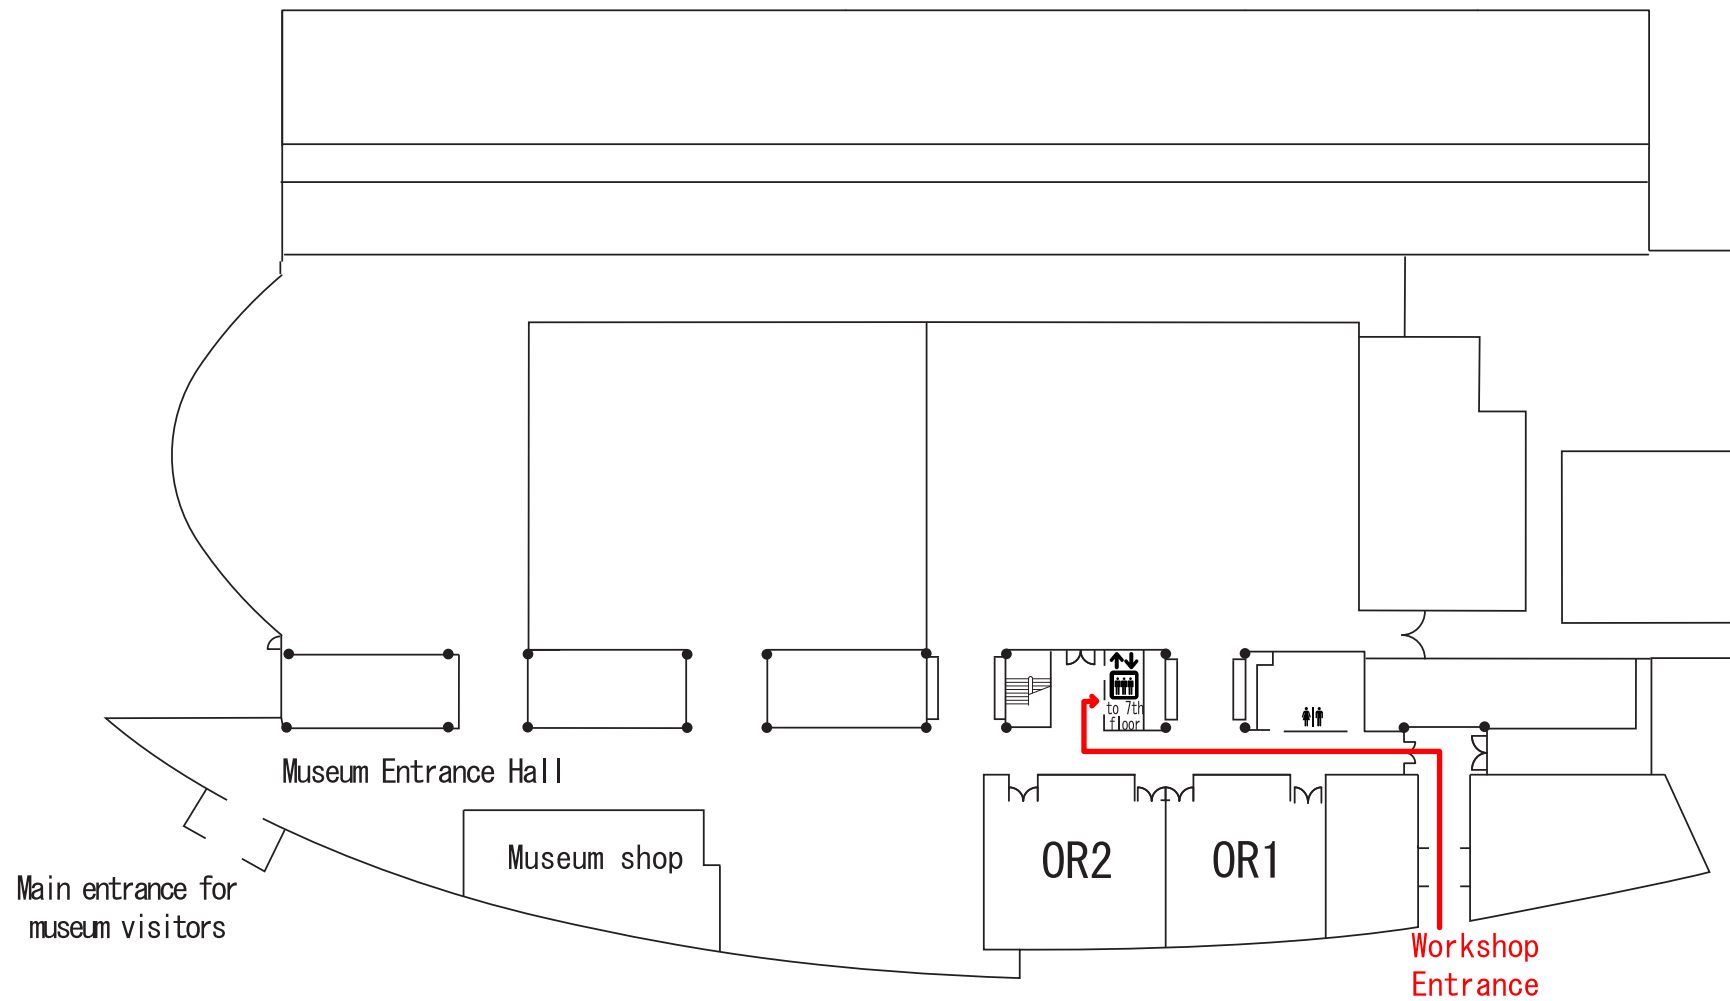 to 7th
floor
Museum Entrance Hall
Museum shop
OR2
OR1
Main entrance for
museum visitors
Workshop
Entrance